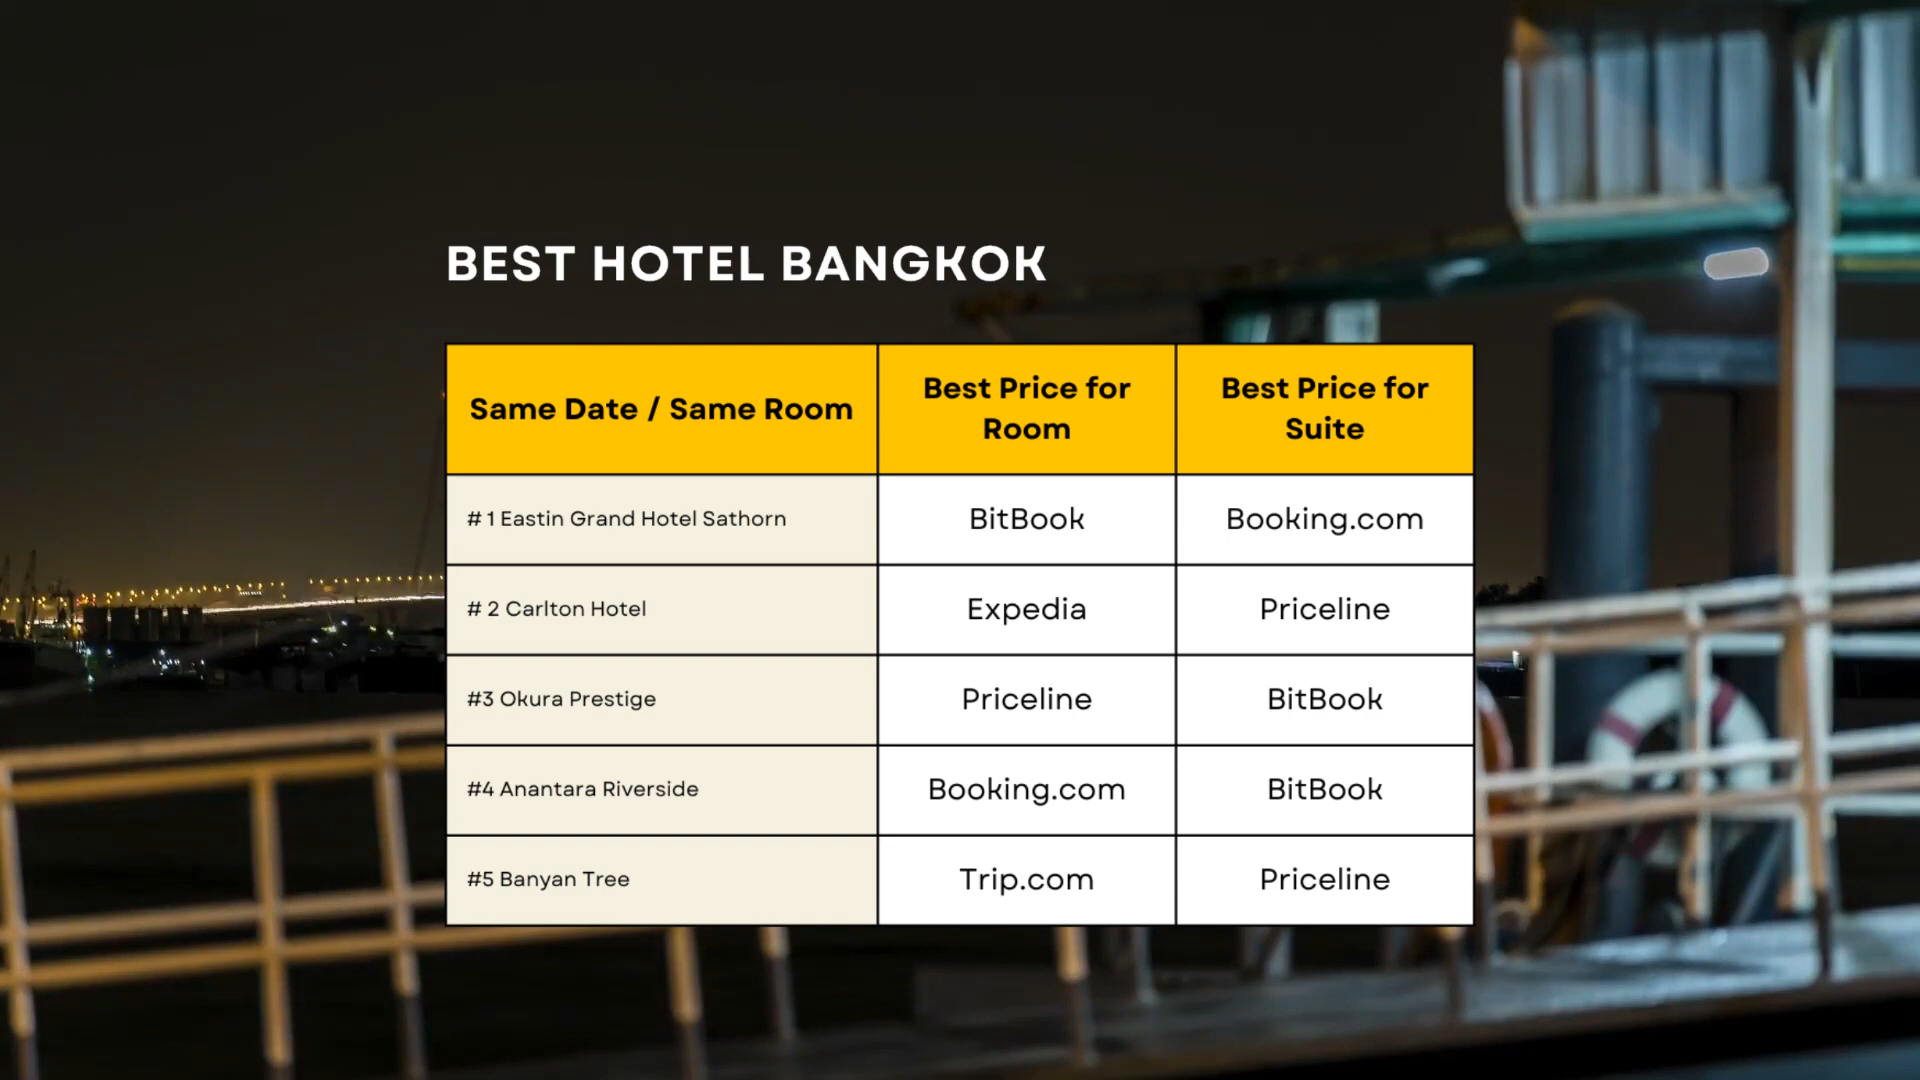 BEST HOTEL BANGKOK
Same Date / Same Room
Best Price for
Room
Best Price for
Suite
# 1 Eastin Grand Hotel Sathorn
BitBook
Booking.com
# 2 Carlton Hotel
Expedia
Priceline
#3 Okura Prestige
Priceline
BitBook
#4 Anantara Riverside
Booking.com
BitBook
#5 Banyan Tree
Trip.com
Priceline